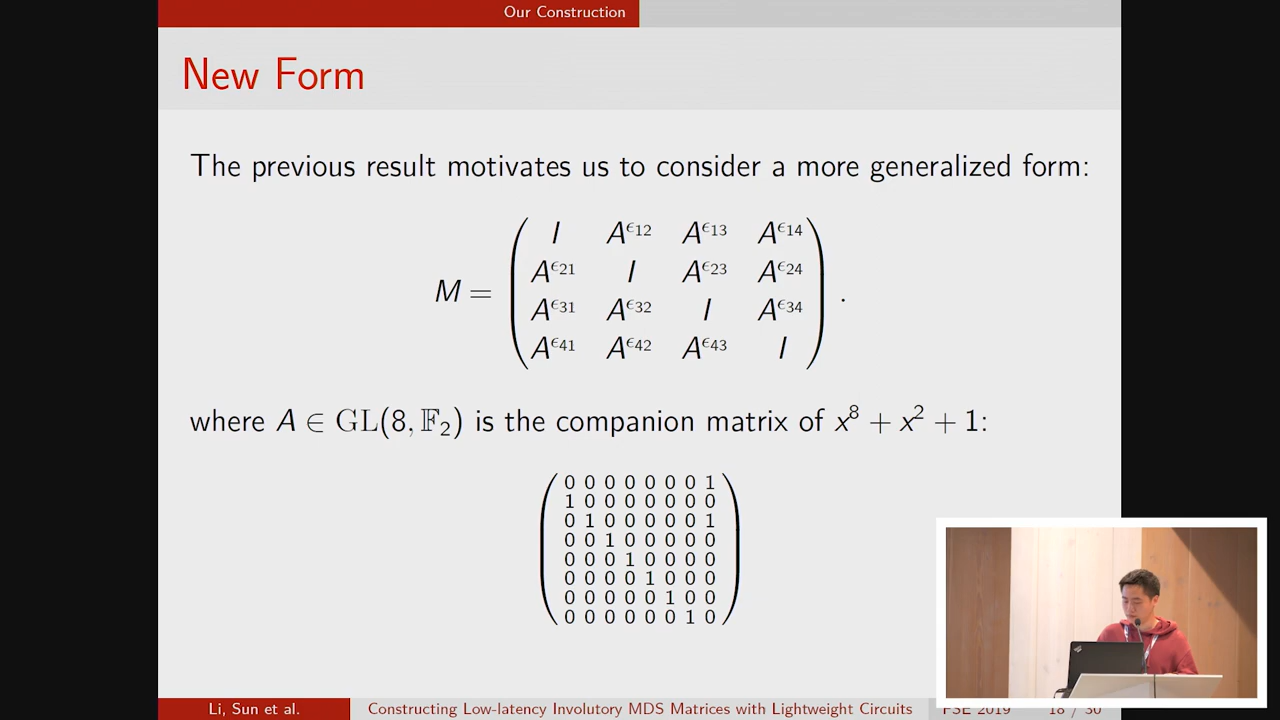 Our Construction
New Form
The previous result motivates us to consider a more generalized form:
M = ( I A^ϵ12 A^ϵ13 A^ϵ14
A^ϵ21 I A^ϵ23 A^ϵ24
A^ϵ31 A^ϵ32 I A^ϵ34
A^ϵ41 A^ϵ42 A^ϵ43 I ) .
where A ∈ GL(8, 𝔽₂) is the companion matrix of x⁸ + x² + 1:
0 0 0 0 0 0 0 1
1 0 0 0 0 0 0 0
0 1 0 0 0 0 0 1
0 0 1 0 0 0 0 0
0 0 0 1 0 0 0 0
0 0 0 0 1 0 0 0
0 0 0 0 0 1 0 0
0 0 0 0 0 0 1 0
Li, Sun et al. Constructing Low-latency Involutory MDS Matrices with Lightweight Circuits FSE 2019 18 / 30